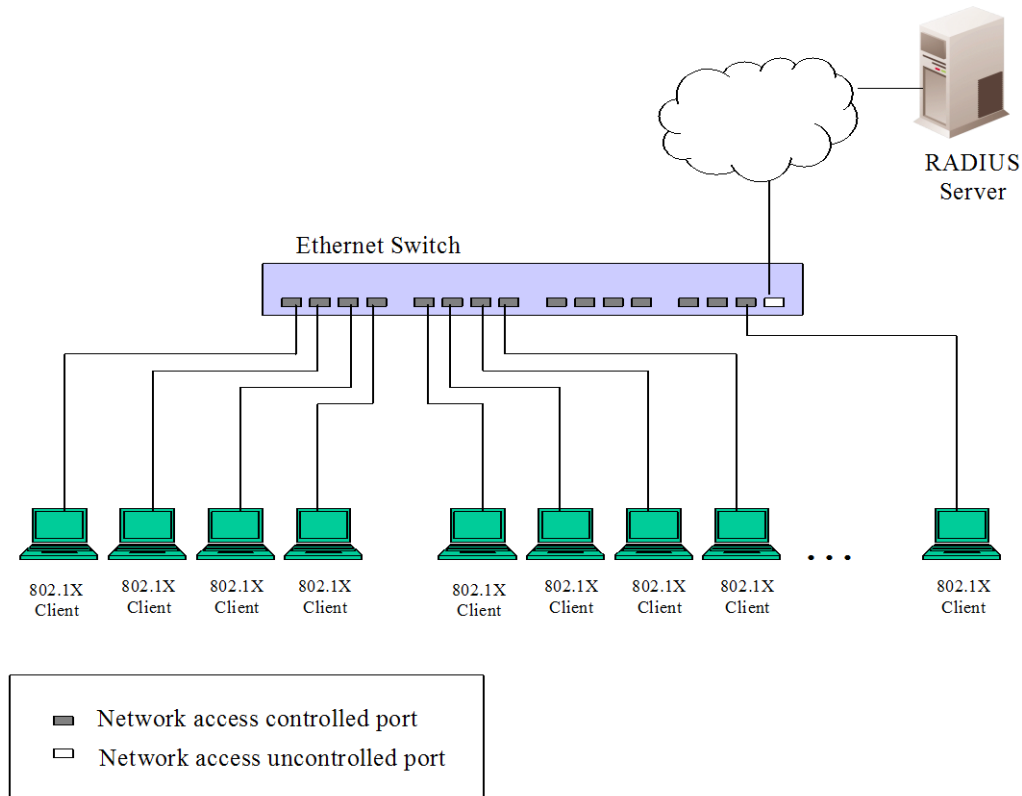 RADIUS
Server
Ethernet Switch
802.1X
Client
802.1X
Client
802.1X
Client
802.1X
Client
802.1X
Client
802.1X
Client
802.1X
Client
802.1X
Client
...
802.1X
Client
Network access controlled port
Network access uncontrolled port